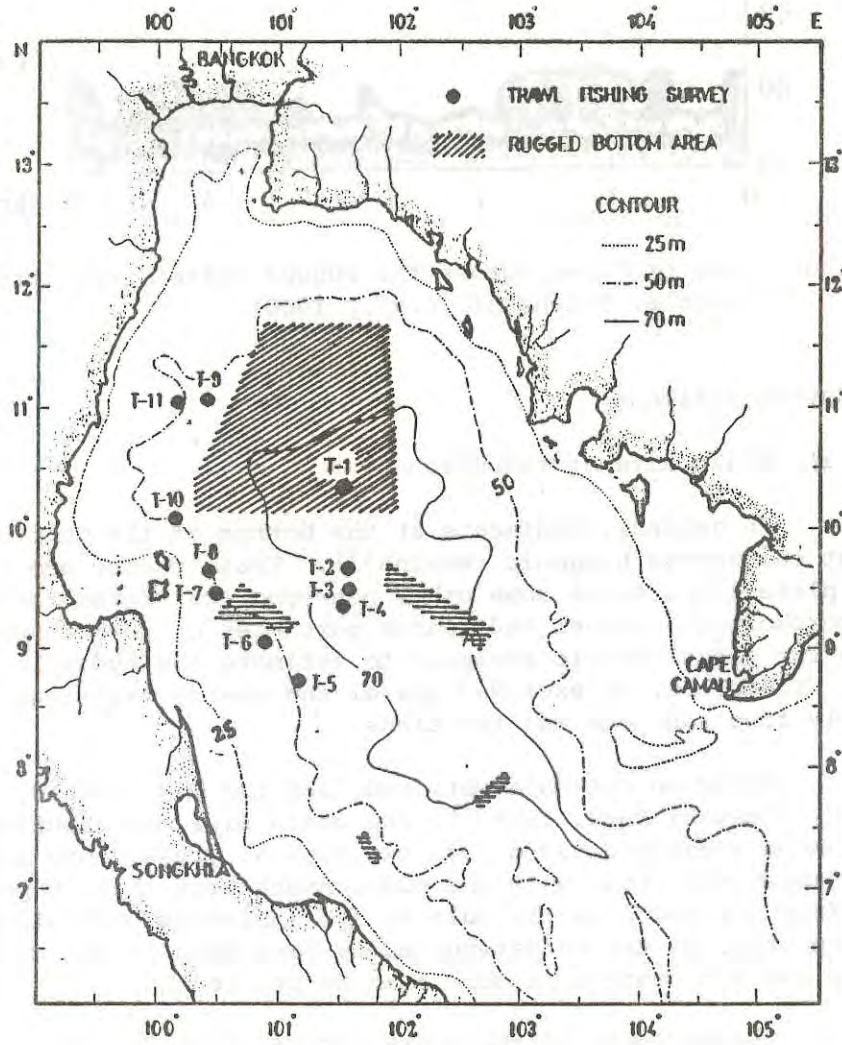 100° 101° 102° 103° 104° 105° E
N
BANGKOK
TRAWL FISHING SURVEY
RUGGED BOTTOM AREA
13° 13°
CONTOUR
25m
50m
70m
12° 12°
T-9
T-11
11° 11°
T-1
50
T-10
10° 10°
T-8
T-2
T-7
T-3
T-4
9° 9°
T-6
T-5
70
CAPE
CAMAU
25
8° 8°
SONGKHLA
7° 7°
100° 101° 102° 103° 104° 105°